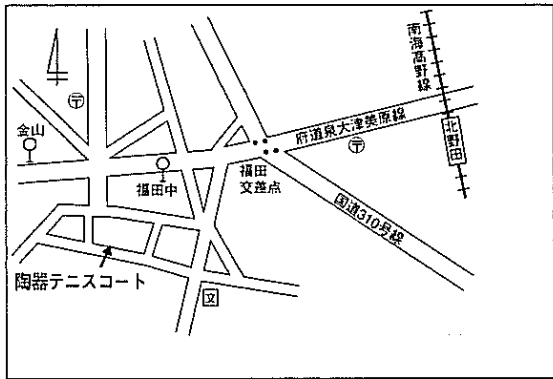 南海高野線
北野田
府道泉大津美原線
〒
〒
金山
福田中
福田
交差点
国道310号線
陶器テニスコート
文